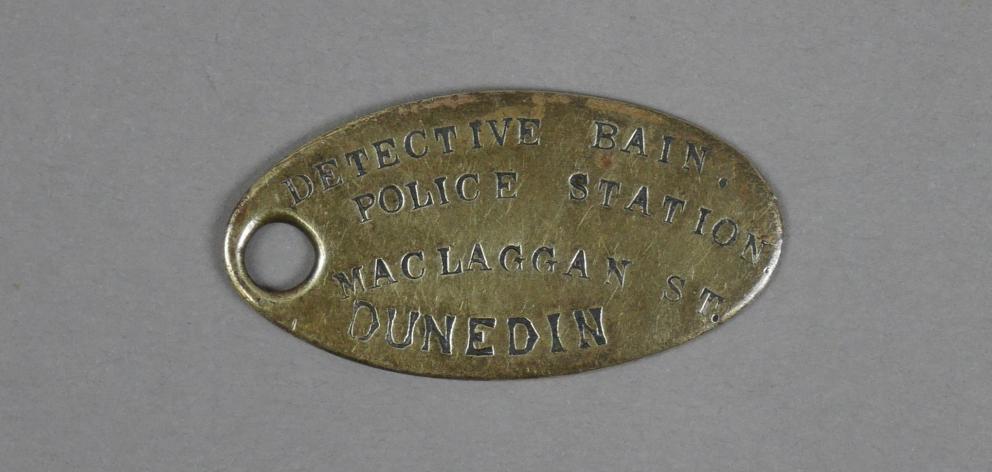 DETECTIVE BAIN.
POLICE STATION
MACLAGGAN ST.
DUNEDIN